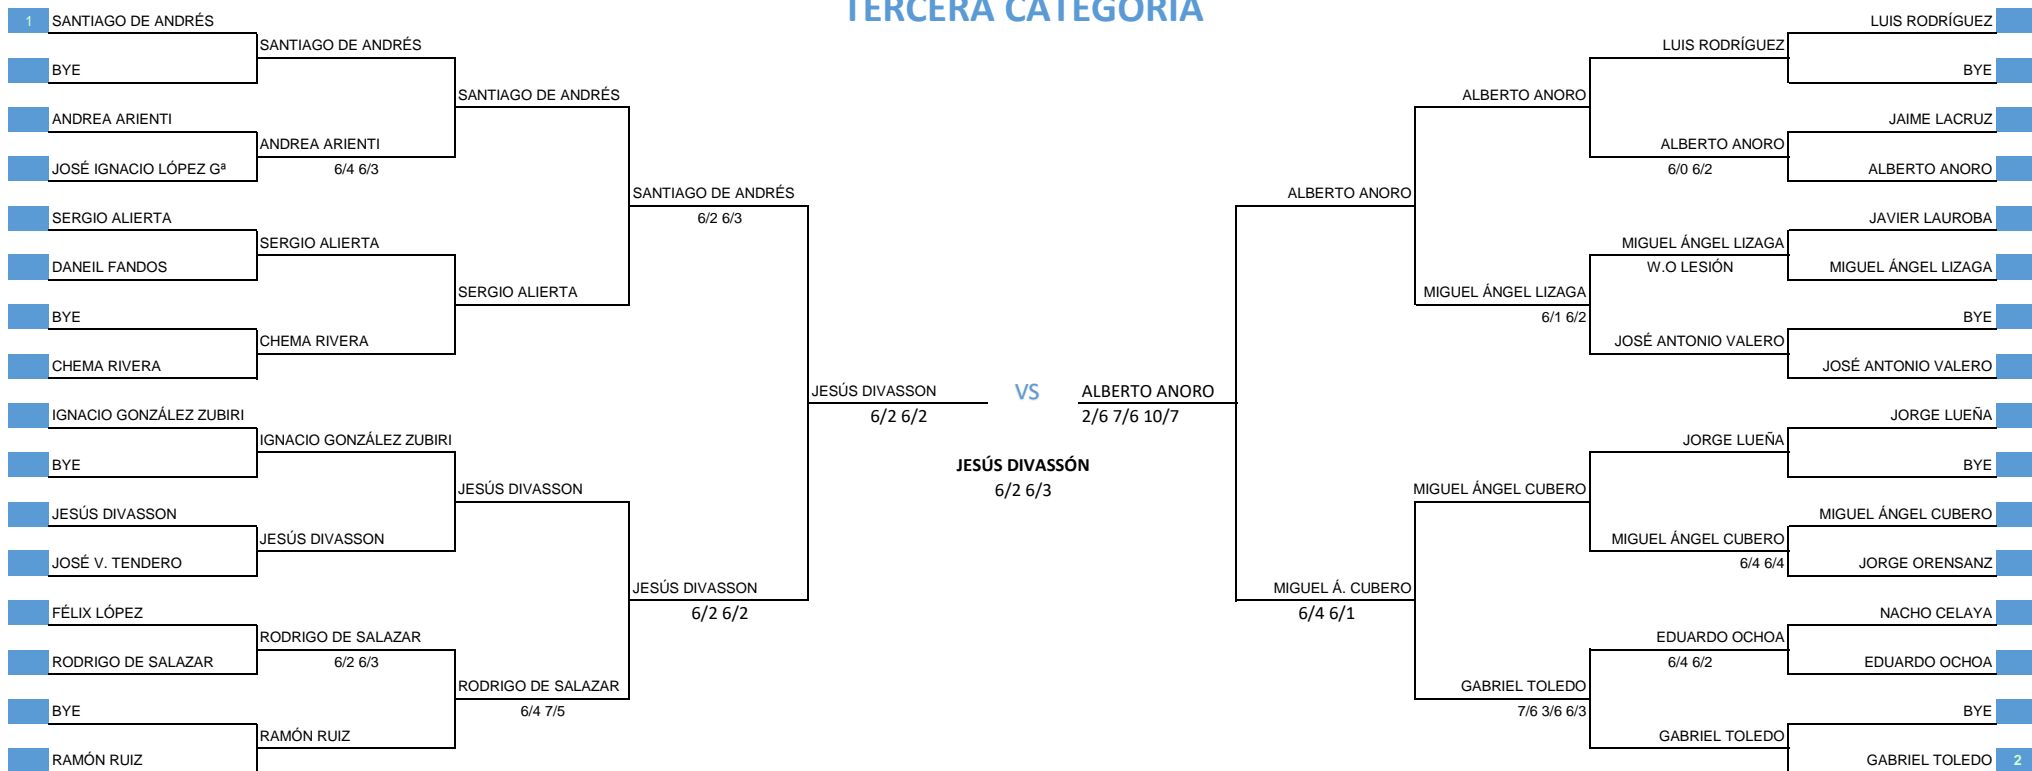 TERCERA CATEGORÍA
1 SANTIAGO DE ANDRÉS
BYE
ANDREA ARIENTI
JOSÉ IGNACIO LÓPEZ Gª
SERGIO ALIERTA
DANEIL FANDOS
BYE
CHEMA RIVERA
IGNACIO GONZÁLEZ ZUBIRI
BYE
JESÚS DIVASSON
JOSÉ V. TENDERO
FÉLIX LÓPEZ
RODRIGO DE SALAZAR
BYE
RAMÓN RUIZ
SANTIAGO DE ANDRÉS
ANDREA ARIENTI
6/4 6/3
SERGIO ALIERTA
CHEMA RIVERA
IGNACIO GONZÁLEZ ZUBIRI
JESÚS DIVASSON
RODRIGO DE SALAZAR
6/2 6/3
RAMÓN RUIZ
SANTIAGO DE ANDRÉS
SERGIO ALIERTA
JESÚS DIVASSON
RODRIGO DE SALAZAR
6/4 7/5
SANTIAGO DE ANDRÉS
6/2 6/3
JESÚS DIVASSON
6/2 6/2
JESÚS DIVASSON
6/2 6/2
VS
ALBERTO ANORO
2/6 7/6 10/7
JESÚS DIVASSÓN
6/2 6/3
ALBERTO ANORO
MIGUEL Á. CUBERO
6/4 6/1
ALBERTO ANORO
MIGUEL ÁNGEL LIZAGA
6/1 6/2
MIGUEL ÁNGEL CUBERO
GABRIEL TOLEDO
7/6 3/6 6/3
LUIS RODRÍGUEZ
ALBERTO ANORO
6/0 6/2
MIGUEL ÁNGEL LIZAGA
W.O LESIÓN
JOSÉ ANTONIO VALERO
JORGE LUEÑA
MIGUEL ÁNGEL CUBERO
6/4 6/4
EDUARDO OCHOA
6/4 6/2
GABRIEL TOLEDO
LUIS RODRÍGUEZ
BYE
JAIME LACRUZ
ALBERTO ANORO
JAVIER LAUROBA
MIGUEL ÁNGEL LIZAGA
BYE
JOSÉ ANTONIO VALERO
JORGE LUEÑA
BYE
MIGUEL ÁNGEL CUBERO
JORGE ORENSANZ
NACHO CELAYA
EDUARDO OCHOA
BYE
GABRIEL TOLEDO 2